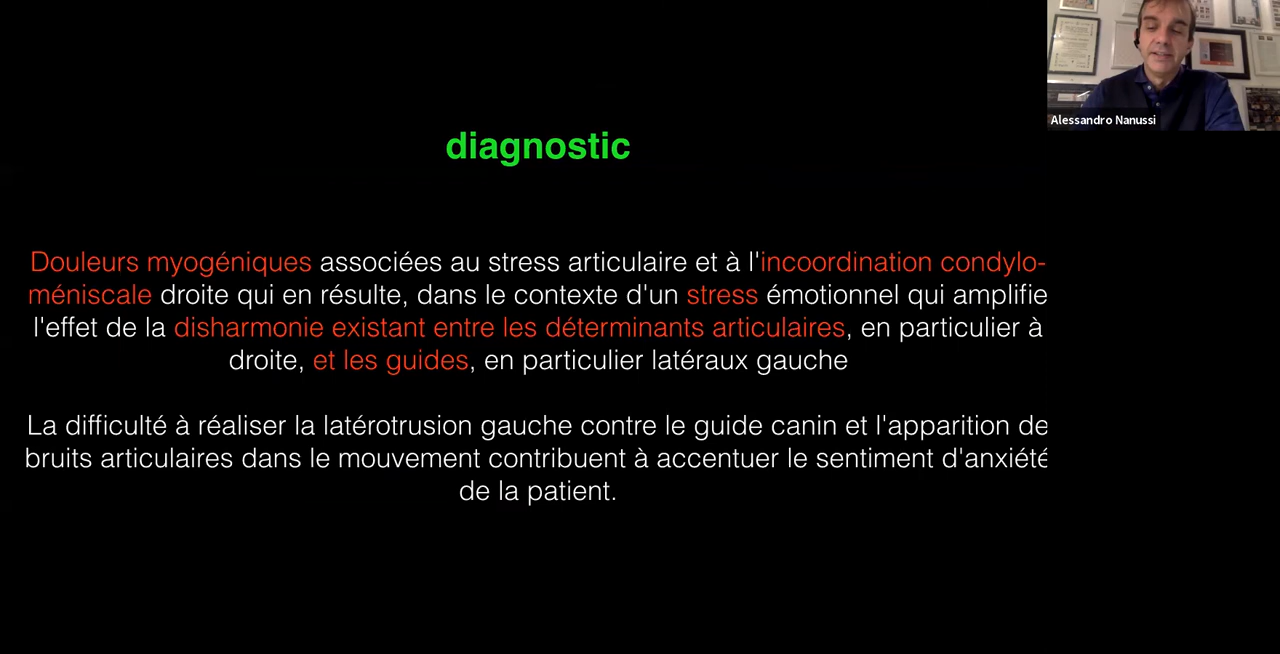 Alessandro Nanussi
diagnostic
Douleurs myogéniques associées au stress articulaire et à l'incoordination condylo-
méniscale droite qui en résulte, dans le contexte d'un stress émotionnel qui amplifie
l'effet de la disharmonie existant entre les déterminants articulaires, en particulier à
droite, et les guides, en particulier latéraux gauche
La difficulté à réaliser la latérotrusion gauche contre le guide canin et l'apparition de
bruits articulaires dans le mouvement contribuent à accentuer le sentiment d'anxiété
de la patient.